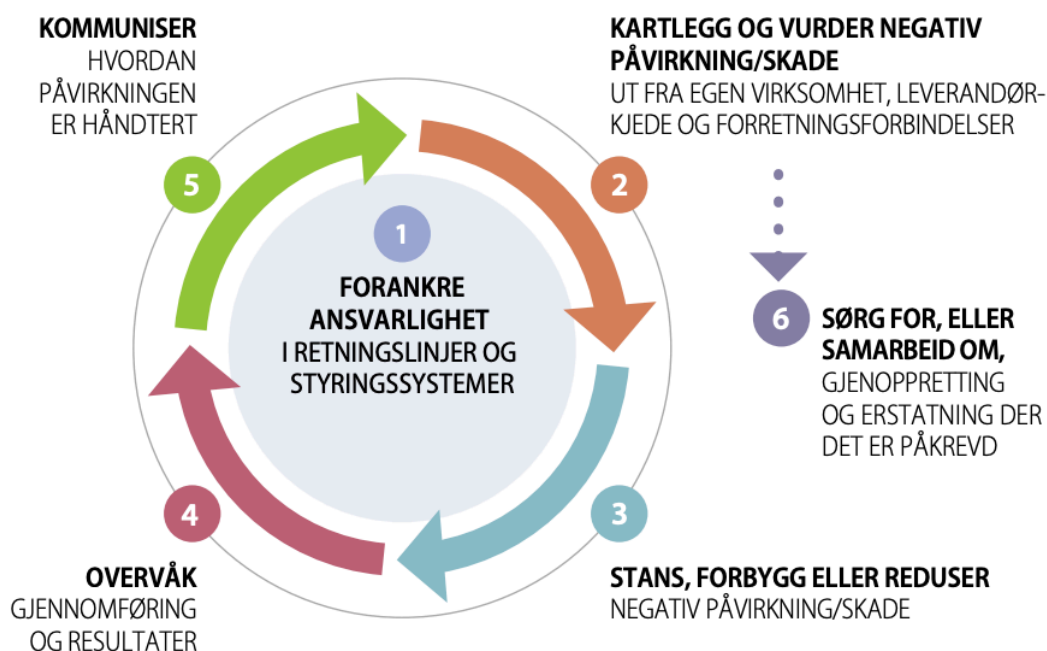 1
FORANKRE
ANSVARLIGHET
I RETNINGSLINJER OG
STYRINGSSYSTEMER
2
KARTLEGG OG VURDER NEGATIV
PÅVIRKNING/SKADE
UT FRA EGEN VIRKSOMHET, LEVERANDØR-
KJEDE OG FORRETNINGSFORBINDELSER
3
STANS, FORBYGG ELLER REDUSER
NEGATIV PÅVIRKNING/SKADE
4
OVERVÅK
GJENNOMFØRING
OG RESULTATER
5
KOMMUNISER
HVORDAN
PÅVIRKNINGEN
ER HÅNDTERT
6
SØRG FOR, ELLER
SAMARBEID OM,
GJENOPPRETTING
OG ERSTATNING DER
DET ER PÅKREVD